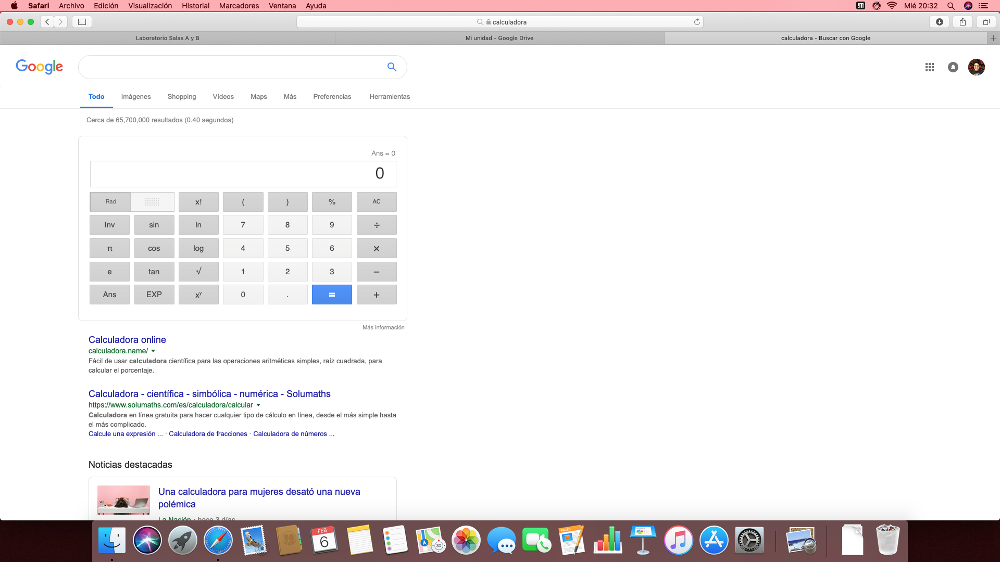 Safari Archivo Edición Visualización Historial Marcadores Ventana Ayuda Mié 20:32
calculadora
Laboratorio Salas A y B Mi unidad - Google Drive calculadora - Buscar con Google
Google
Todo Imágenes Shopping Vídeos Maps Más Preferencias Herramientas
Cerca de 65,700,000 resultados (0.40 segundos)
Ans = 0
0
Rad x! ( ) % AC
Inv sin ln 7 8 9 ÷
π cos log 4 5 6 ×
e tan √ 1 2 3 −
Ans EXP xʸ 0 . = +
Más información
Calculadora online
calculadora.name/
Fácil de usar calculadora científica para las operaciones aritméticas simples, raíz cuadrada, para
calcular el porcentaje.
Calculadora - científica - simbólica - numérica - Solumaths
https://www.solumaths.com/es/calculadora/calcular
Calculadora en línea gratuita para hacer cualquier tipo de cálculo en línea, desde el más simple hasta
el más complicado.
Calcule una expresión ... · Calculadora de fracciones · Calculadora de números ...
Noticias destacadas
Una calculadora para mujeres desató una nueva
polémica
La Nación · hace 3 días
FEB
6
3D
PAGES